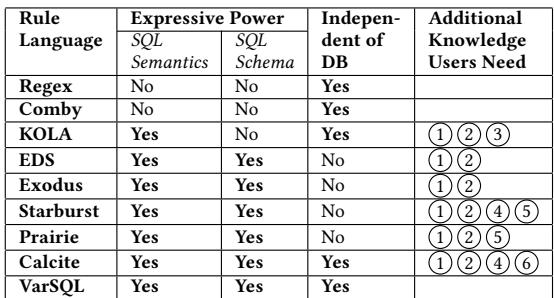 Rule Expressive Power Indepen- Additional
Language SQL SQL dent of Knowledge
Semantics Schema DB Users Need
Regex No No Yes
Comby No No Yes
KOLA Yes No Yes ① ② ③
EDS Yes Yes No ① ②
Exodus Yes Yes No ① ②
Starburst Yes Yes No ① ② ④ ⑤
Prairie Yes Yes No ① ② ⑤
Calcite Yes Yes Yes ① ② ④ ⑥
VarSQL Yes Yes Yes